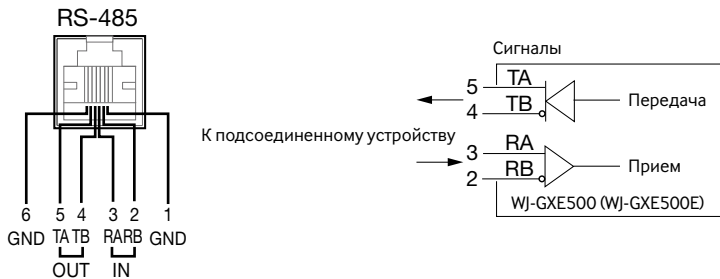 RS-485
6 5 4 3 2 1
GND TA TB RA RB GND
OUT IN
Сигналы
5 TA
4 TB
Передача
К подсоединенному устройству
3 RA
2 RB
Прием
WJ-GXE500 (WJ-GXE500E)